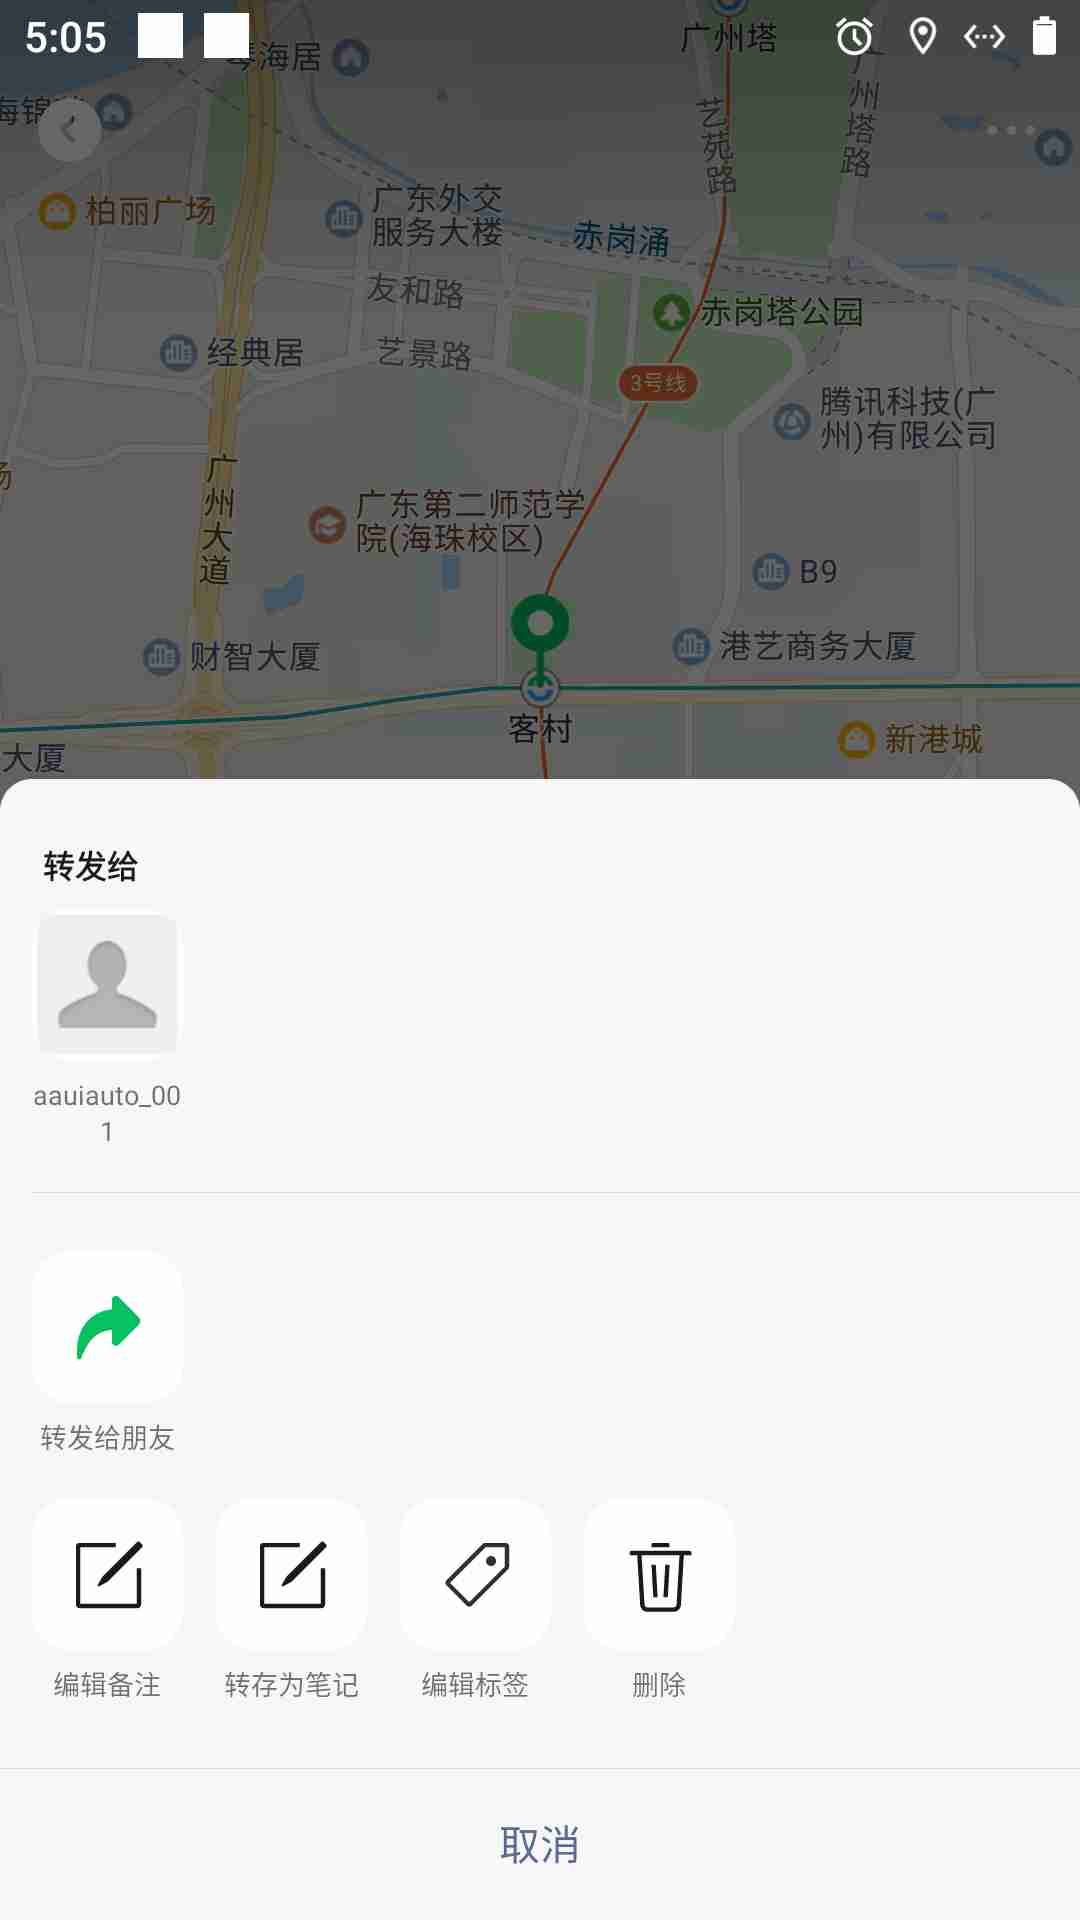 5:05
广州塔
琴海居
艺苑路
广州塔路
柏丽广场
广东外交
服务大楼
赤岗涌
友和路
赤岗塔公园
经典居
艺景路
3号线
腾讯科技(广
州)有限公司
广州大道
广东第二师范学
院(海珠校区)
B9
财智大厦
港艺商务大厦
客村
新港城
大厦
转发给
aauiauto_00
1
转发给朋友
编辑备注
转存为笔记
编辑标签
删除
取消